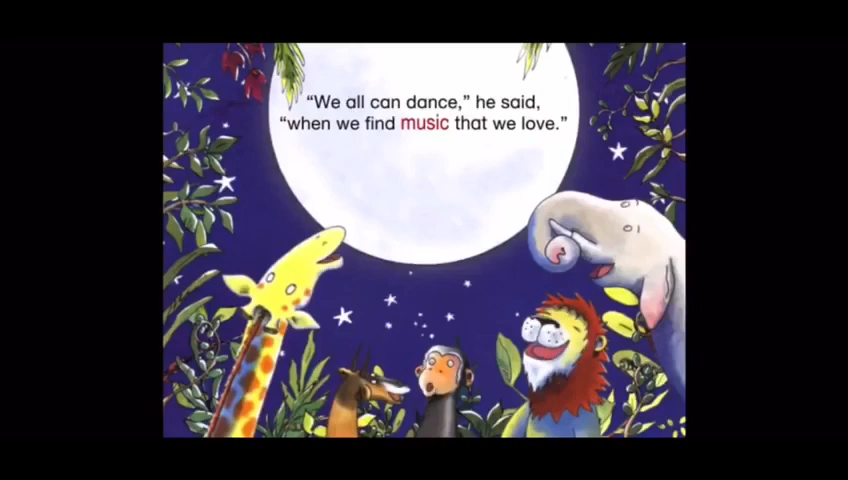 “We all can dance,” he said,
“when we find music that we love.”